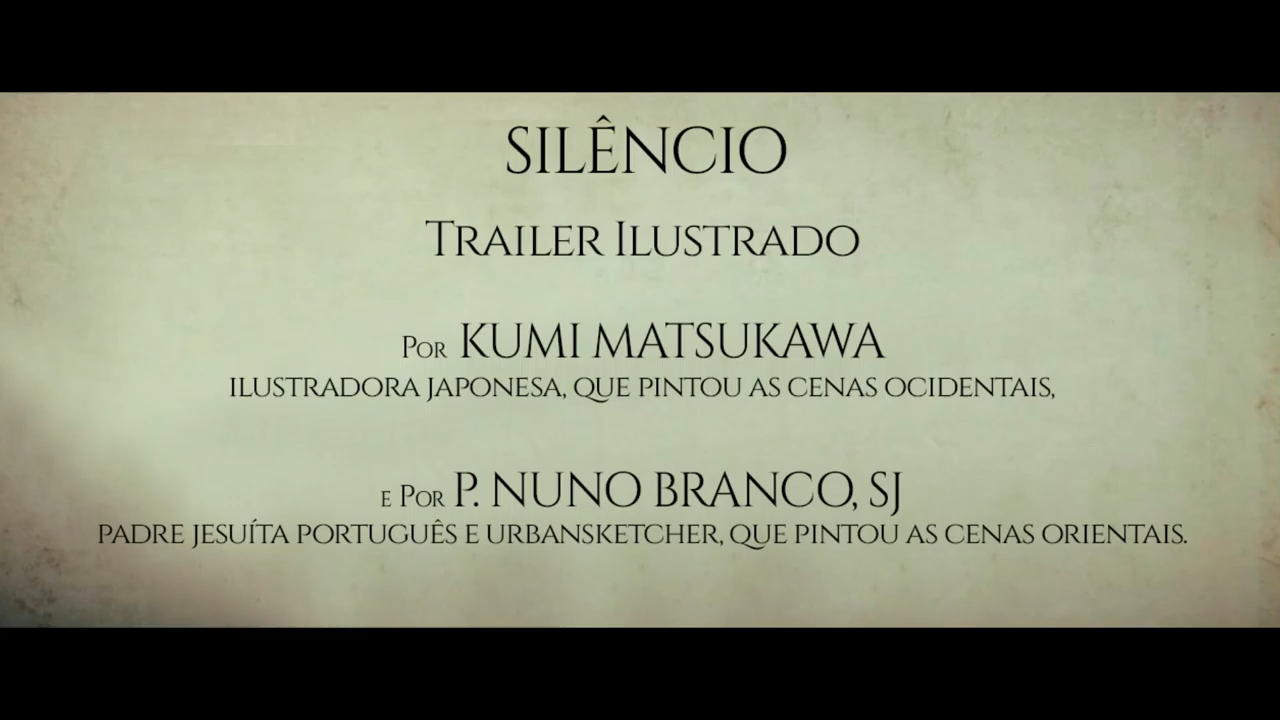 SILÊNCIO
TRAILER ILUSTRADO
POR KUMI MATSUKAWA
ILUSTRADORA JAPONESA, QUE PINTOU AS CENAS OCIDENTAIS,
E POR P. NUNO BRANCO, SJ
PADRE JESUÍTA PORTUGUÊS E URBANSKETCHER, QUE PINTOU AS CENAS ORIENTAIS.